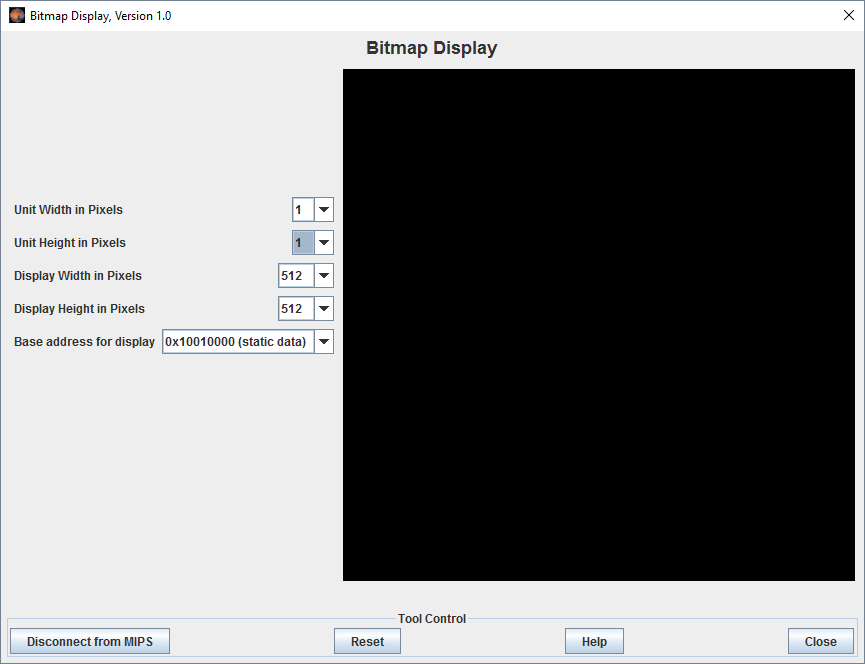 Bitmap Display, Version 1.0
Bitmap Display
Unit Width in Pixels 1
Unit Height in Pixels 1
Display Width in Pixels 512
Display Height in Pixels 512
Base address for display 0x10010000 (static data)
Tool Control
Disconnect from MIPS Reset Help Close